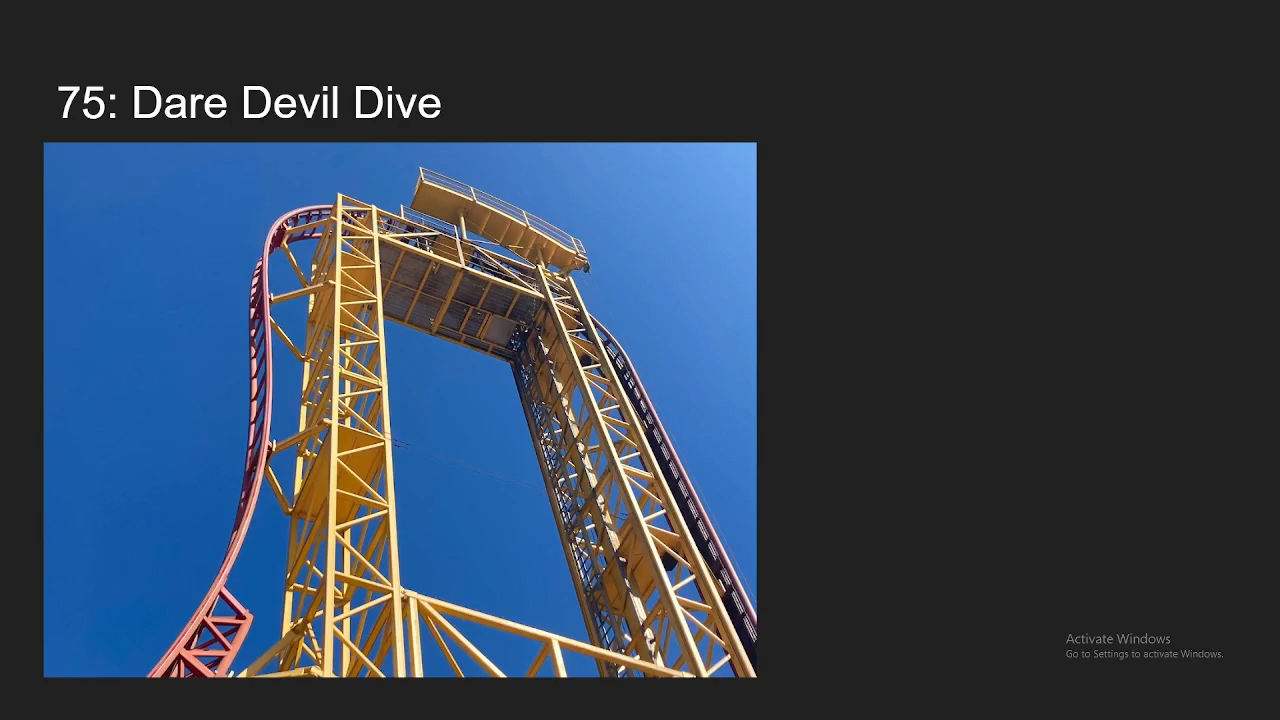 75: Dare Devil Dive
Activate Windows
Go to Settings to activate Windows.